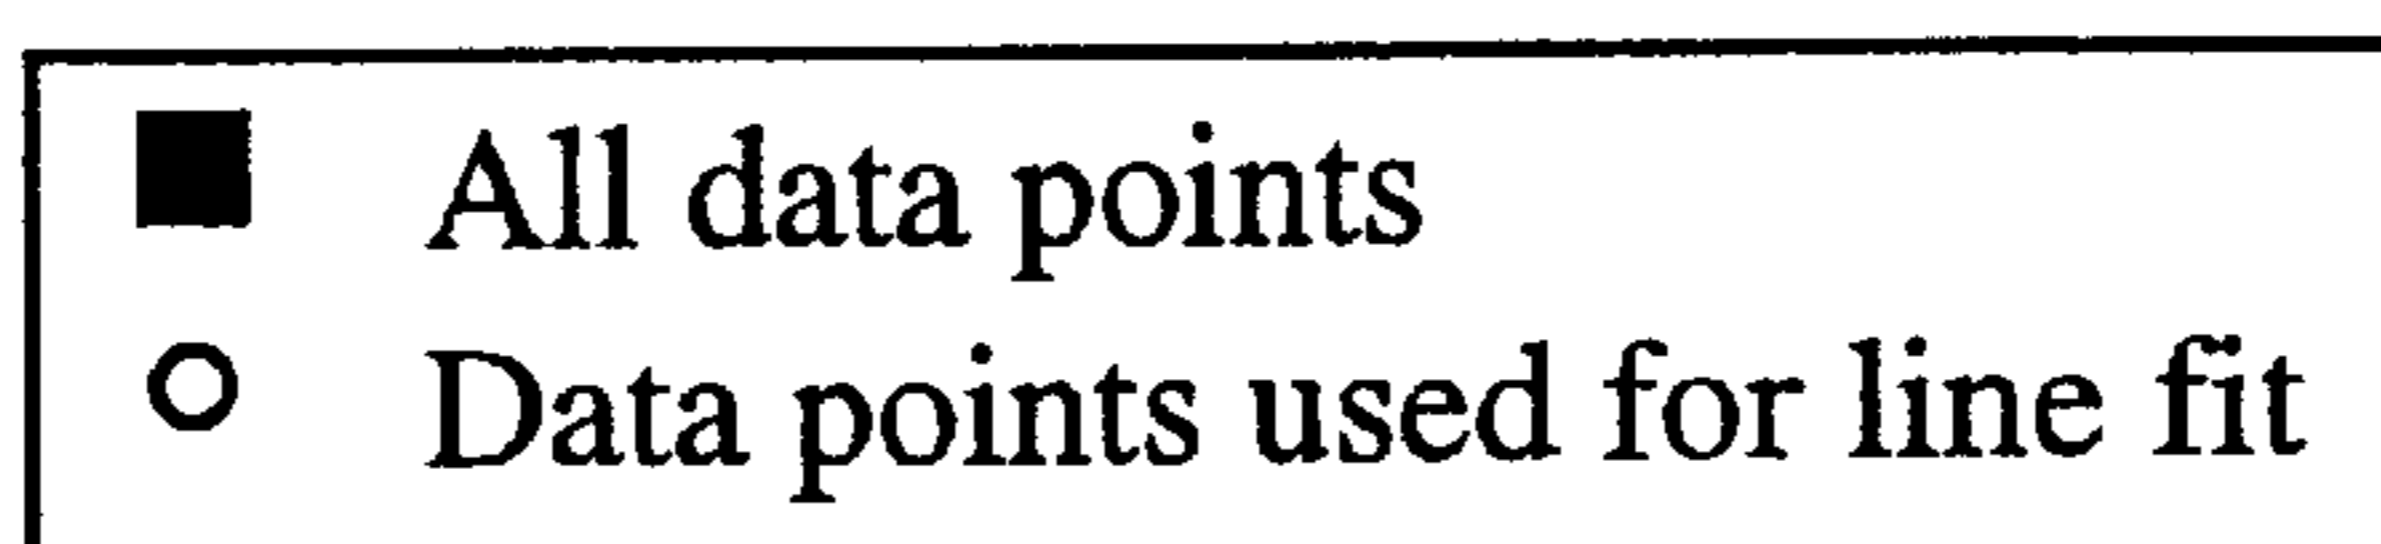 All data points
Data points used for line fit